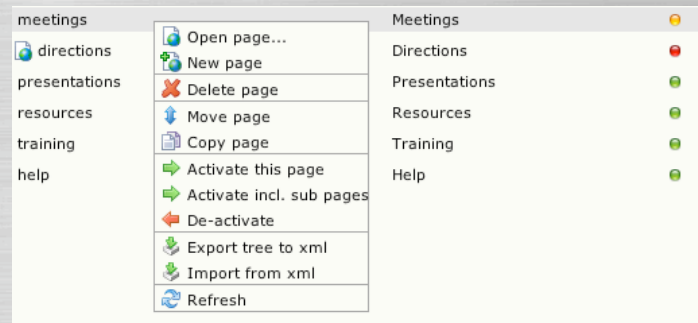 meetings
Meetings
directions
Directions
presentations
Presentations
resources
Resources
training
Training
help
Help
Open page...
New page
Delete page
Move page
Copy page
Activate this page
Activate incl. sub pages
De-activate
Export tree to xml
Import from xml
Refresh